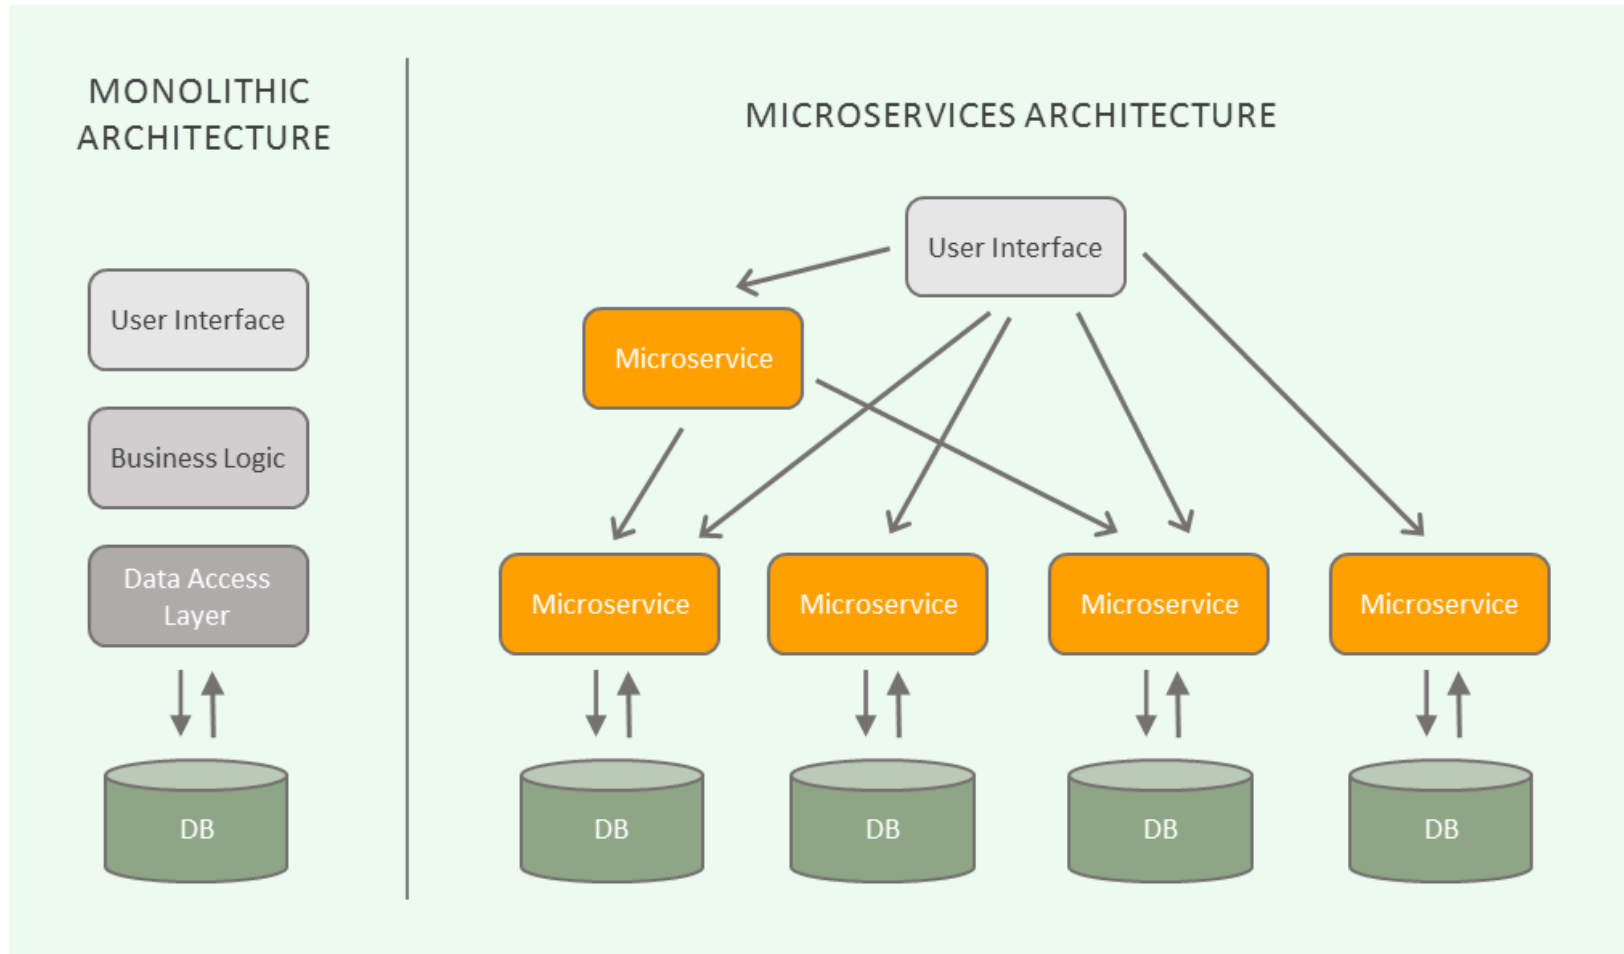 MONOLITHIC
ARCHITECTURE
User Interface
Business Logic
Data Access
Layer
DB
MICROSERVICES ARCHITECTURE
User Interface
Microservice
Microservice
Microservice
Microservice
Microservice
DB
DB
DB
DB